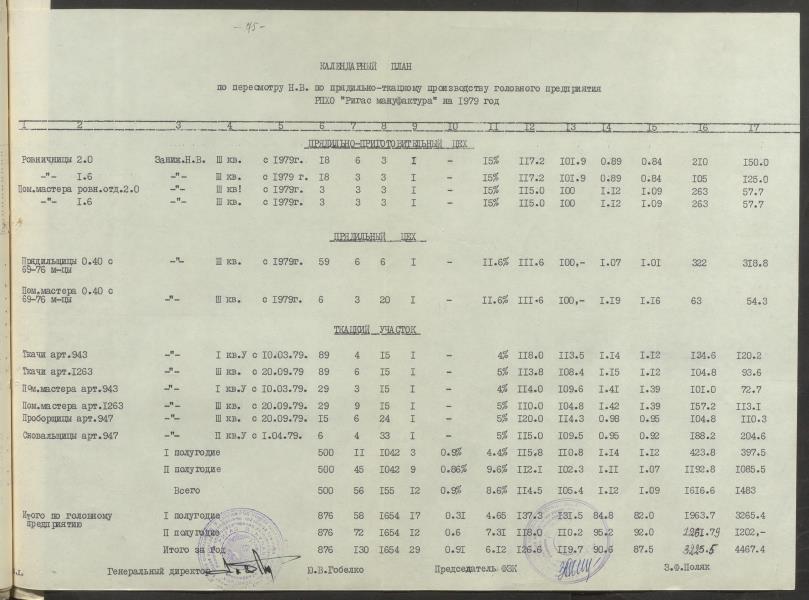 - 75 -
КАЛЕНДАРНЫЙ ПЛАН
по пересмотру Н.В. по прядильно-ткацкому производству головного предприятия
РПХО "Ригас мануфактура" на 1979 год
1 2 3 4 5 6 7 8 9 10 11 12 13 14 15 16 17
ПРЯДИЛЬНО-ПРИГОТОВИТЕЛЬНЫЙ ЦЕХ
Ровничницы 2.0 Заниж.Н.В. Ш кв. с 1979г. 18 6 3 1 - 15% 117.2 101.9 0.89 0.84 210 150.0
-"- 1.6 -"- Ш кв. с 1979 г. 18 3 3 1 - 15% 117.2 101.9 0.89 0.84 105 125.0
Пом.мастера ровн.отд.2.0 -"- Ш кв! с 1979г. 3 3 3 1 - 15% 115.0 100 1.12 1.09 263 57.7
-"- 1.6 -"- Ш кв. с 1979г. 3 3 3 1 - 15% 115.0 100 1.12 1.09 263 57.7
ПРЯДИЛЬНЫЙ ЦЕХ
Прядильщицы 0.40 с
69-76 м-цы -"- Ш кв. с 1979г. 59 6 6 1 - 11.6% 111.6 100,- 1.07 1.01 322 318.8
Пом.мастера 0.40 с
69-76 м-цы -"- Ш кв. с 1979г. 6 3 20 1 - 11.6% 111.6 100,- 1.19 1.16 63 54.3
ТКАЦКИЙ УЧАСТОК
Ткачи арт.943 -"- I кв.У с 10.03.79. 89 4 15 1 - 4% 118.0 113.5 1.14 1.12 134.6 120.2
Ткачи арт.1263 -"- Ш кв. с 20.09.79 89 6 15 1 - 5% 113.8 108.4 1.15 1.12 104.8 93.6
Пом.мастера арт.943 -"- I кв.У с 10.03.79. 29 3 15 1 - 4% 114.0 109.6 1.41 1.39 101.0 72.7
Пом.мастера арт.1263 -"- Ш кв. с 20.09.79. 29 9 15 1 - 5% 110.0 104.8 1.42 1.39 157.2 113.1
Проборщицы арт.947 -"- Ш кв. с 20.09.79. 15 6 24 1 - 5% 120.0 114.3 0.98 0.95 104.8 110.3
Сновальщицы арт.947 -"- П кв.У с 1.04.79. 6 4 33 1 - 5% 115.0 109.5 0.95 0.92 188.2 204.6
I полугодие 500 11 1042 3 0.9% 4.4% 115.8 110.8 1.14 1.12 423.8 397.5
П полугодие 500 45 1042 9 0.86% 9.6% 112.1 102.3 1.11 1.07 1192.8 1085.5
Всего 500 56 155 12 0.9% 8.6% 114.5 105.4 1.12 1.09 1616.6 1483
Итого по головному
предприятию I полугодие 876 58 1654 17 0.31 4.65 137.3 131.5 84.8 82.0 1963.7 3265.4
П полугодие 876 72 1654 12 0.6 7.31 118.0 110.2 95.2 92.0 1202,-
Итого за год 876 130 1654 29 0.91 6.12 126.6 119.7 90.6 87.5 4467.4
Генеральный директор Ю.В.Гобелко Председатель ФЗК З.Ф.Поляк